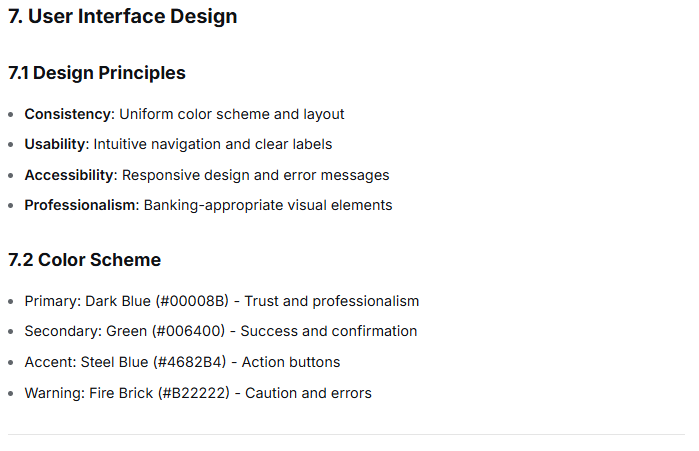 7. User Interface Design
7.1 Design Principles
Consistency: Uniform color scheme and layout
Usability: Intuitive navigation and clear labels
Accessibility: Responsive design and error messages
Professionalism: Banking-appropriate visual elements
7.2 Color Scheme
Primary: Dark Blue (#00008B) - Trust and professionalism
Secondary: Green (#006400) - Success and confirmation
Accent: Steel Blue (#4682B4) - Action buttons
Warning: Fire Brick (#B22222) - Caution and errors